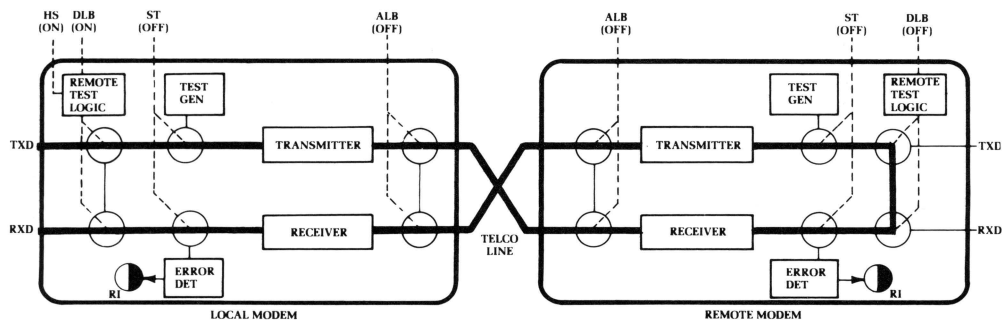 HS
(ON)
DLB
(ON)
ST
(OFF)
ALB
(OFF)
ALB
(OFF)
ST
(OFF)
DLB
(OFF)
REMOTE
TEST
LOGIC
TEST
GEN
TEST
GEN
REMOTE
TEST
LOGIC
TXD
TRANSMITTER
TRANSMITTER
TXD
RXD
RECEIVER
TELCO
LINE
RECEIVER
RXD
RI
ERROR
DET
ERROR
DET
RI
LOCAL MODEM
REMOTE MODEM